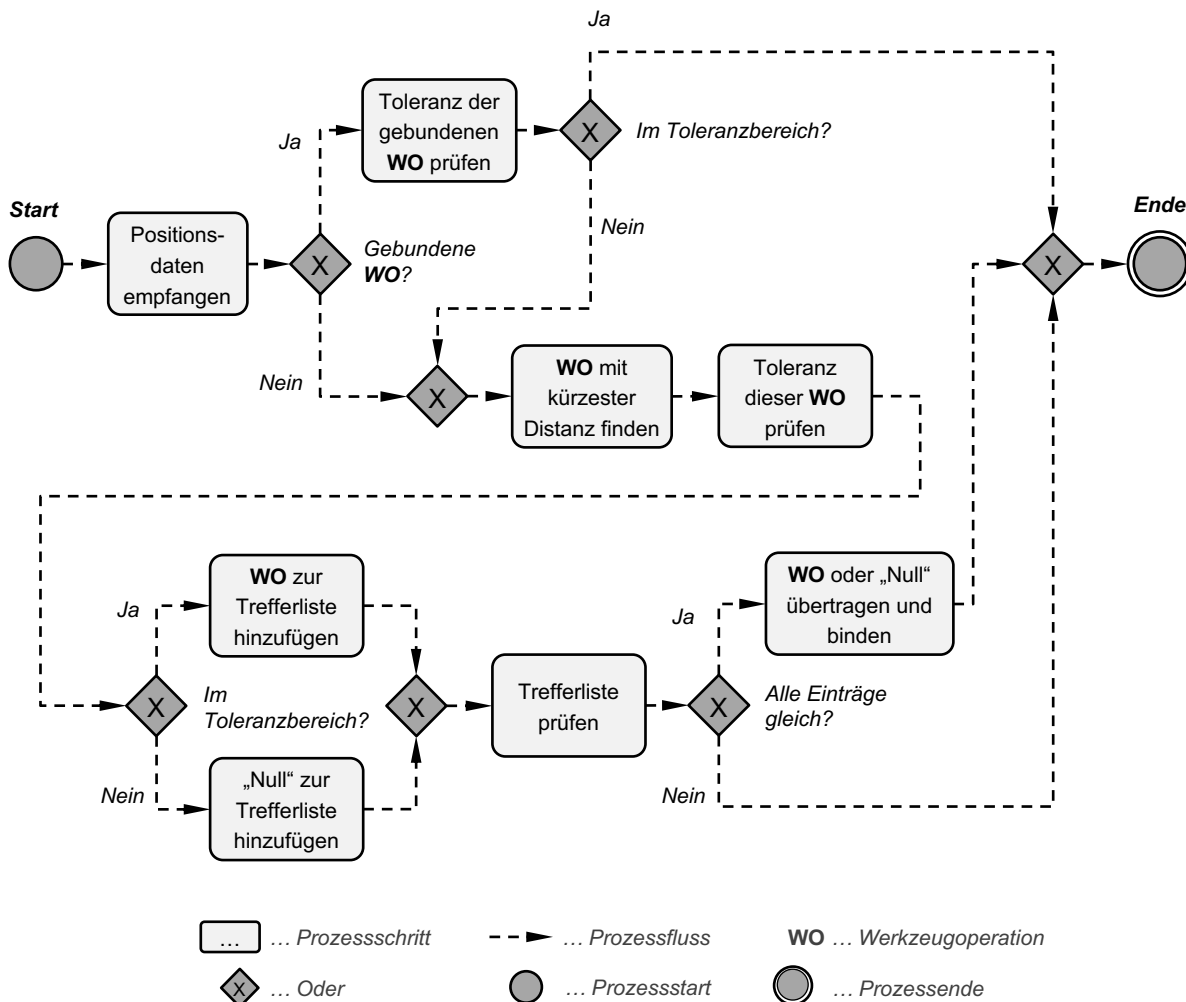 Ja
Toleranz der
gebundenen
WO prüfen
X
Im Toleranzbereich?
Ja
Nein
Start
Positions-
daten
empfangen
X
Gebundene
WO?
Ende
X
Nein
X
WO mit
kürzester
Distanz finden
Toleranz
dieser WO
prüfen
WO zur
Trefferliste
hinzufügen
Ja
X
Im
Toleranzbereich?
X
Nein
„Null“ zur
Trefferliste
hinzufügen
Trefferliste
prüfen
X
Alle Einträge
gleich?
Ja
WO oder „Null“
übertragen und
binden
Nein
... ... Prozessschritt
... Prozessfluss
WO ... Werkzeugoperation
X ... Oder
... Prozessstart
... Prozessende